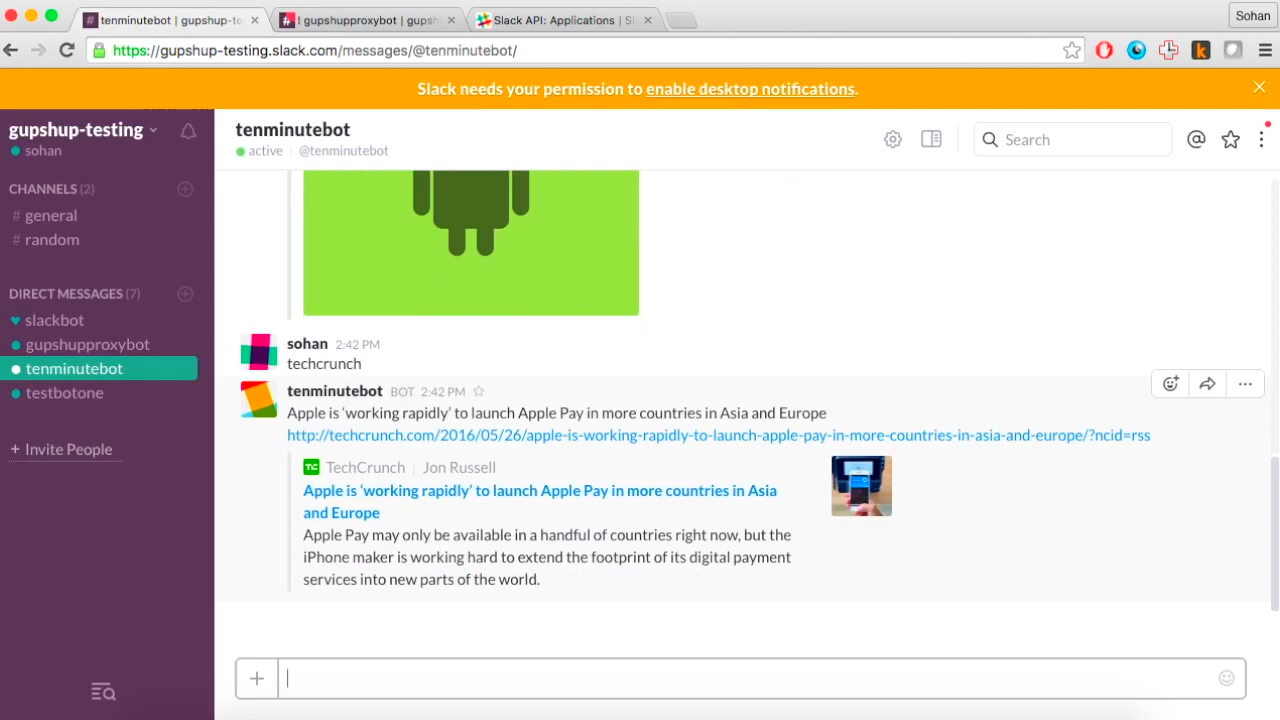 tenminutebot | gupshup-te
! gupshupproxybot | gupsh
Slack API: Applications | Sl
Sohan
https://gupshup-testing.slack.com/messages/@tenminutebot/
Slack needs your permission to enable desktop notifications.
gupshup-testing
sohan
CHANNELS (2)
# general
# random
DIRECT MESSAGES (7)
slackbot
gupshupproxybot
tenminutebot
testbotone
+ Invite People
tenminutebot
active | @tenminutebot
Search
sohan 2:42 PM
techcrunch
tenminutebot BOT 2:42 PM
Apple is ‘working rapidly’ to launch Apple Pay in more countries in Asia and Europe
http://techcrunch.com/2016/05/26/apple-is-working-rapidly-to-launch-apple-pay-in-more-countries-in-asia-and-europe/?ncid=rss
TechCrunch | Jon Russell
Apple is ‘working rapidly’ to launch Apple Pay in more countries in Asia
and Europe
Apple Pay may only be available in a handful of countries right now, but the
iPhone maker is working hard to extend the footprint of its digital payment
services into new parts of the world.